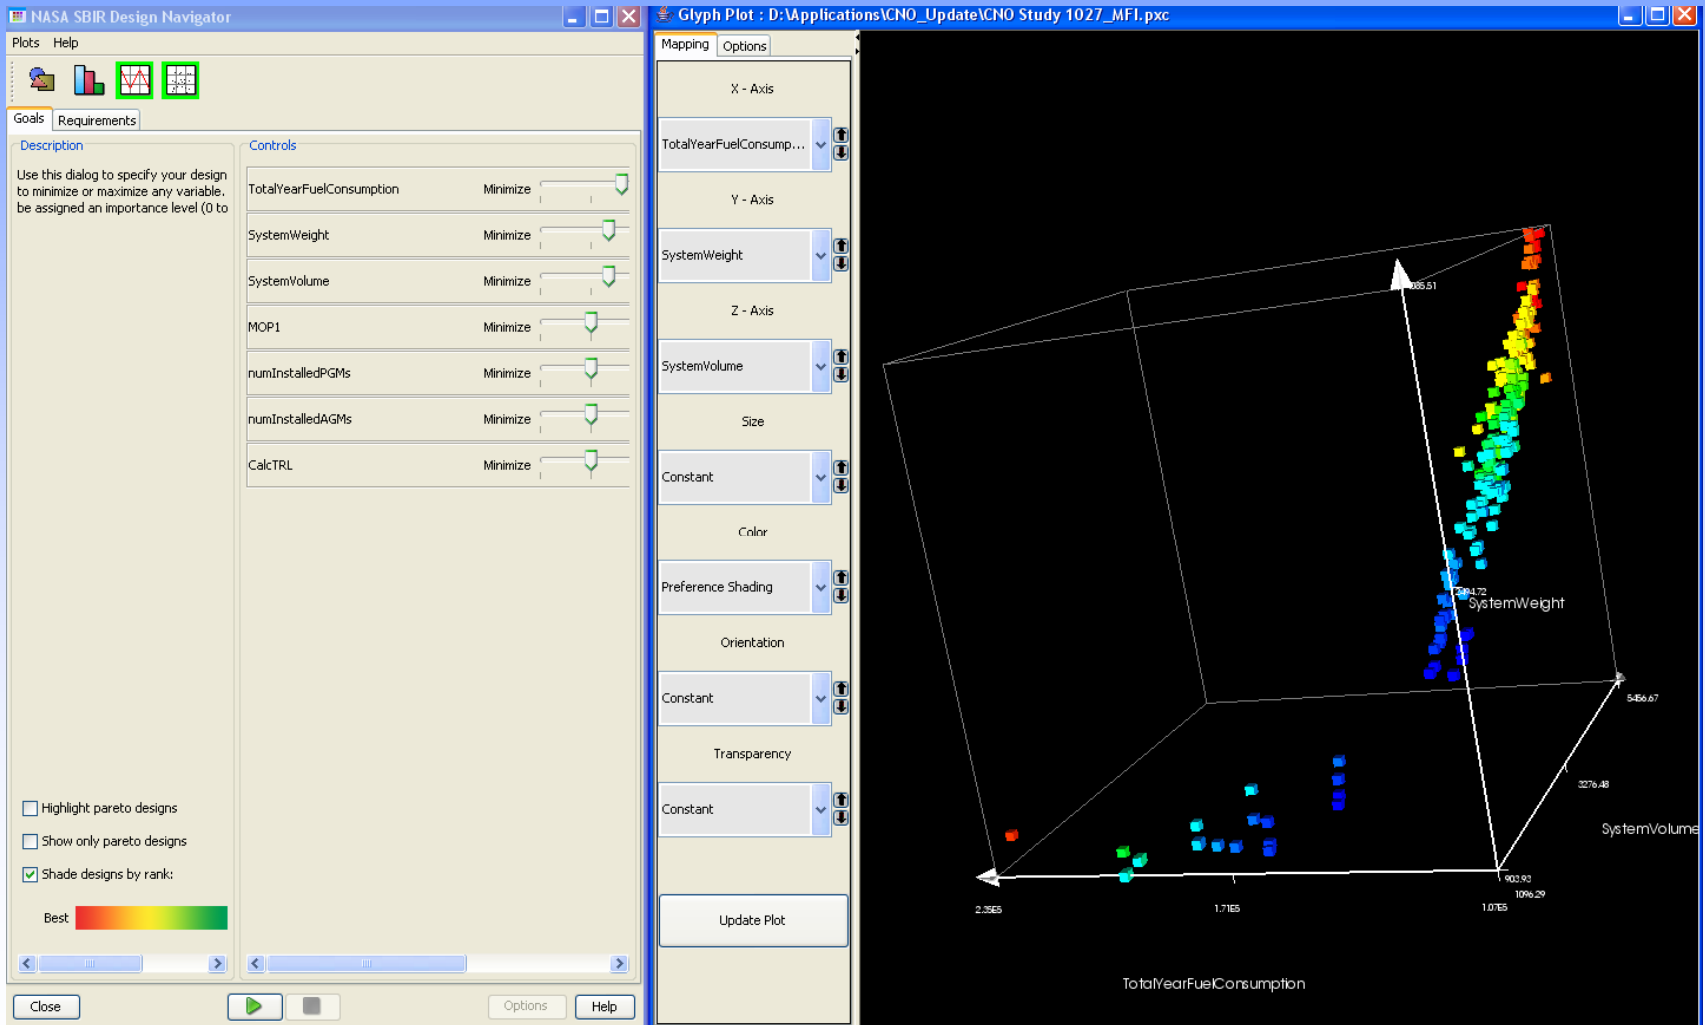 NASA SBIR Design Navigator
Plots Help
Goals Requirements
Description
Use this dialog to specify your design
to minimize or maximize any variable.
be assigned an importance level (0 to
Controls
TotalYearFuelConsumption Minimize
SystemWeight Minimize
SystemVolume Minimize
MOP1 Minimize
numInstalledPGMs Minimize
numInstalledAGMs Minimize
CalcTRL Minimize
Highlight pareto designs
Show only pareto designs
Shade designs by rank:
Best
Close Options Help
Glyph Plot : D:\Applications\CNO_Update\CNO Study 1027_MFI.pxc
Mapping Options
X - Axis
TotalYearFuelConsump...
Y - Axis
SystemWeight
Z - Axis
SystemVolume
Size
Constant
Color
Preference Shading
Orientation
Constant
Transparency
Constant
Update Plot
SystemWeight
5456.67
3276.48
SystemVolume
903.93
1096.29
2.35E5
1.71E5
1.07E5
TotalYearFuelConsumption